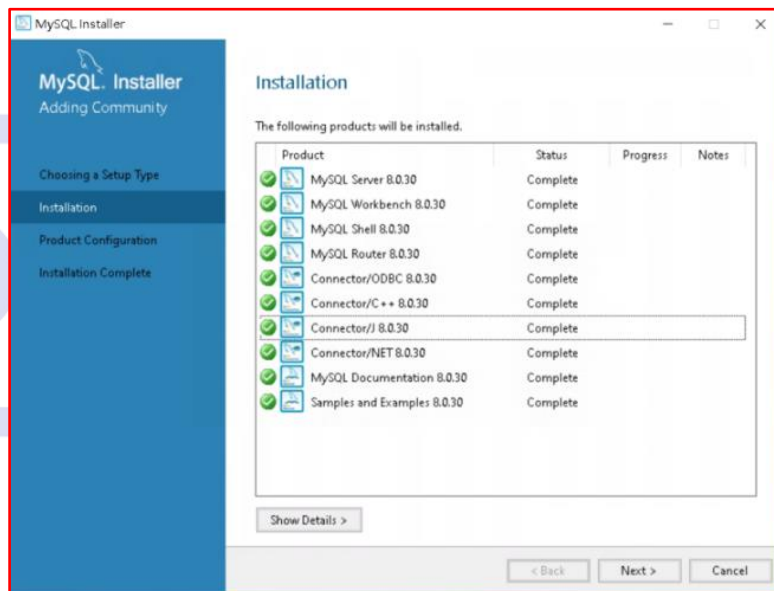 MySQL Installer
MySQL. Installer
Adding Community
Choosing a Setup Type
Installation
Product Configuration
Installation Complete
Installation
The following products will be installed.
Product Status Progress Notes
MySQL Server 8.0.30 Complete
MySQL Workbench 8.0.30 Complete
MySQL Shell 8.0.30 Complete
MySQL Router 8.0.30 Complete
Connector/ODBC 8.0.30 Complete
Connector/C++ 8.0.30 Complete
Connector/J 8.0.30 Complete
Connector/NET 8.0.30 Complete
MySQL Documentation 8.0.30 Complete
Samples and Examples 8.0.30 Complete
Show Details >
< Back Next > Cancel